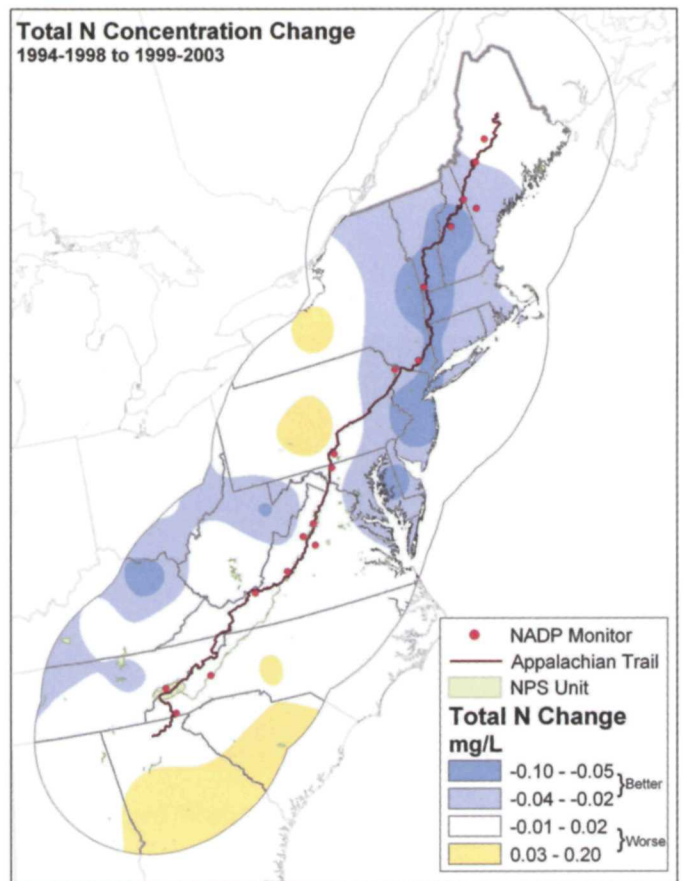 Total N Concentration Change
1994-1998 to 1999-2003
NADP Monitor
Appalachian Trail
NPS Unit
Total N Change
mg/L
-0.10 - -0.05
-0.04 - -0.02
Better
-0.01 - 0.02
0.03 - 0.20
Worse